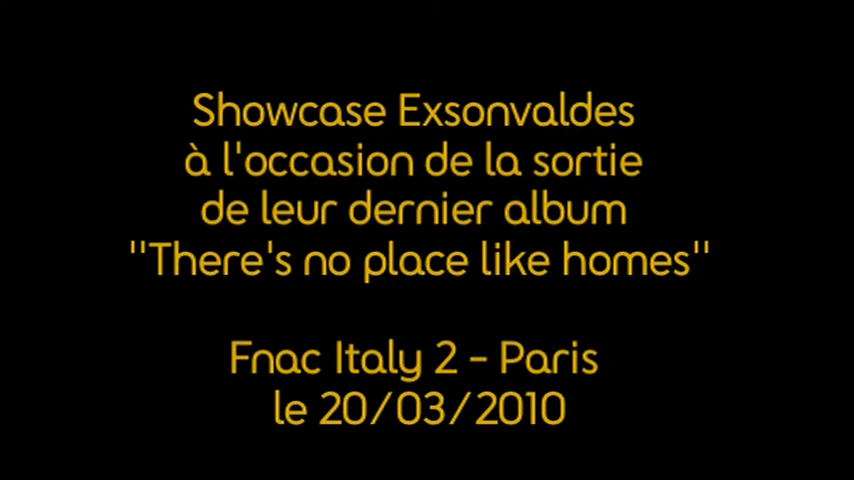 Showcase Exsonvaldes
à l'occasion de la sortie
de leur dernier album
"There's no place like homes"
Fnac Italy 2 - Paris
le 20/03/2010